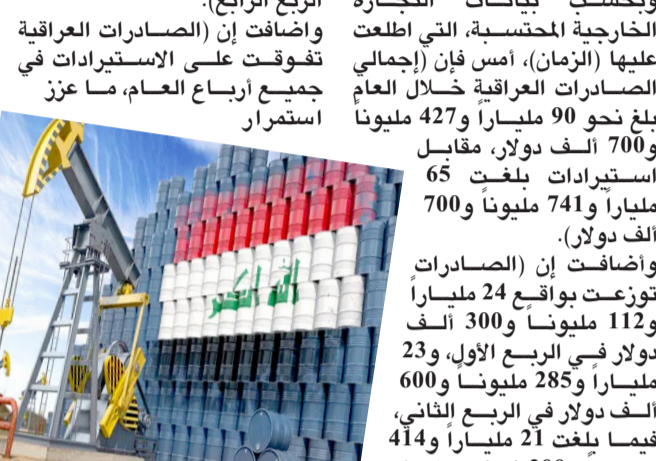 وبحسب بيانات التجارة
الخارجية المحتسبة، التي اطلعت
عليها (الزمان)، أمس فإن (إجمالي
الصادرات العراقية خلال العام
بلغ نحو 90 ملياراً و427 مليوناً
و700 ألف دولار، مقابل
استيرادات بلغت 65
ملياراً و741 مليوناً و700
ألف دولار).
وأضافت إن (الصادرات
توزعت بواقع 24 ملياراً
و112 مليوناً و300 ألف
دولار في الربع الأول، و23
ملياراً و285 مليوناً و600
ألف دولار في الربع الثاني،
فيما بلغت 21 ملياراً و414
الربع الرابع).
واضافت إن (الصادرات العراقية
تفوقت على الاستيرادات في
جميع أرباع العام، ما عزز
استمرار
الله اكبر